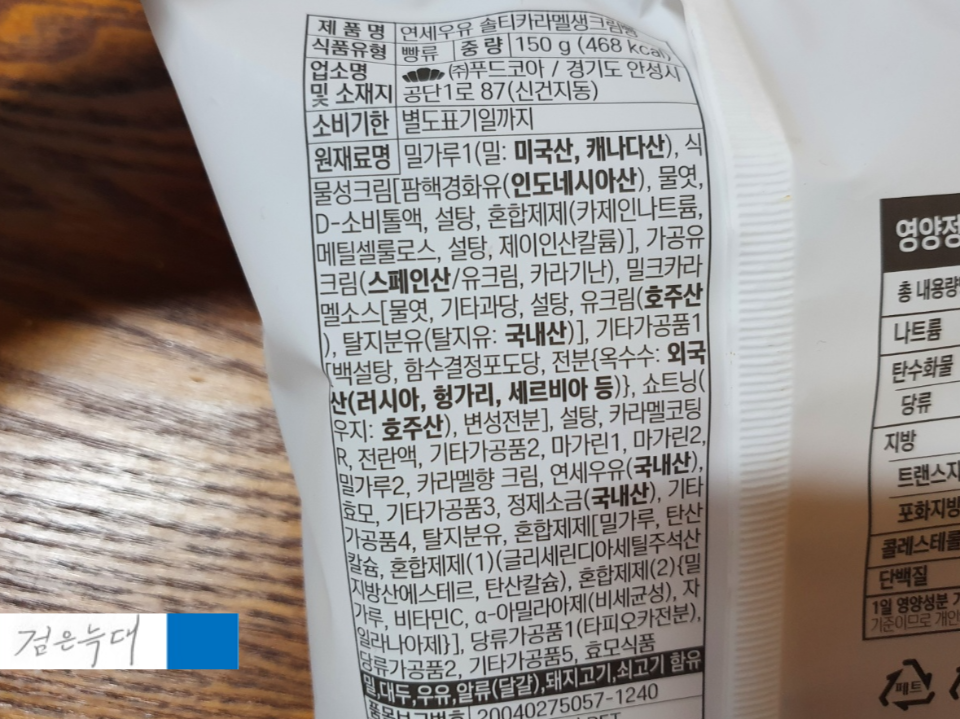 제 품 명 연세우유 솔티카라멜생크림빵
식품유형 빵류 중 량 150 g (468 kcal)
업소명 (주)푸드코아 / 경기도 안성시
및 소재지 공단1로 87(신건지동)
소비기한 별도표기일까지
원재료명 밀가루1(밀: 미국산, 캐나다산), 식
물성크림[팜핵경화유(인도네시아산), 물엿,
D-소비톨액, 설탕, 혼합제제(카제인나트륨,
메틸셀룰로스, 설탕, 제이인산칼륨)], 가공유
크림(스페인산/유크림, 카라기난), 밀크카라
멜소스[물엿, 기타과당, 설탕, 유크림(호주산
), 탈지분유(탈지유: 국내산)], 기타가공품1
[백설탕, 함수결정포도당, 전분{옥수수: 외국
산(러시아, 헝가리, 세르비아 등)}, 쇼트닝(
우지: 호주산), 변성전분], 설탕, 카라멜코팅
R, 전란액, 기타가공품2, 마가린1, 마가린2,
밀가루2, 카라멜향 크림, 연세우유(국내산),
효모, 기타가공품3, 정제소금(국내산), 기타
가공품4, 탈지분유, 혼합제제[밀가루, 탄산
칼슘, 혼합제제(1)(글리세린디아세틸주석산
지방산에스테르, 탄산칼슘), 혼합제제(2){밀
가루, 비타민C, α-아밀라아제(비세균성), 자
일라나아제}], 당류가공품1(타피오카전분),
당류가공품2, 기타가공품5, 효모식품
밀,대두,우유,알류(달걀),돼지고기,쇠고기 함유
품목보고번호 20040275057-1240
영양정
총 내용량
나트륨
탄수화물
당류
지방
트랜스지
포화지방
콜레스테롤
단백질
1일 영양성분 기
기준이므로 개인
페트
검은늑대